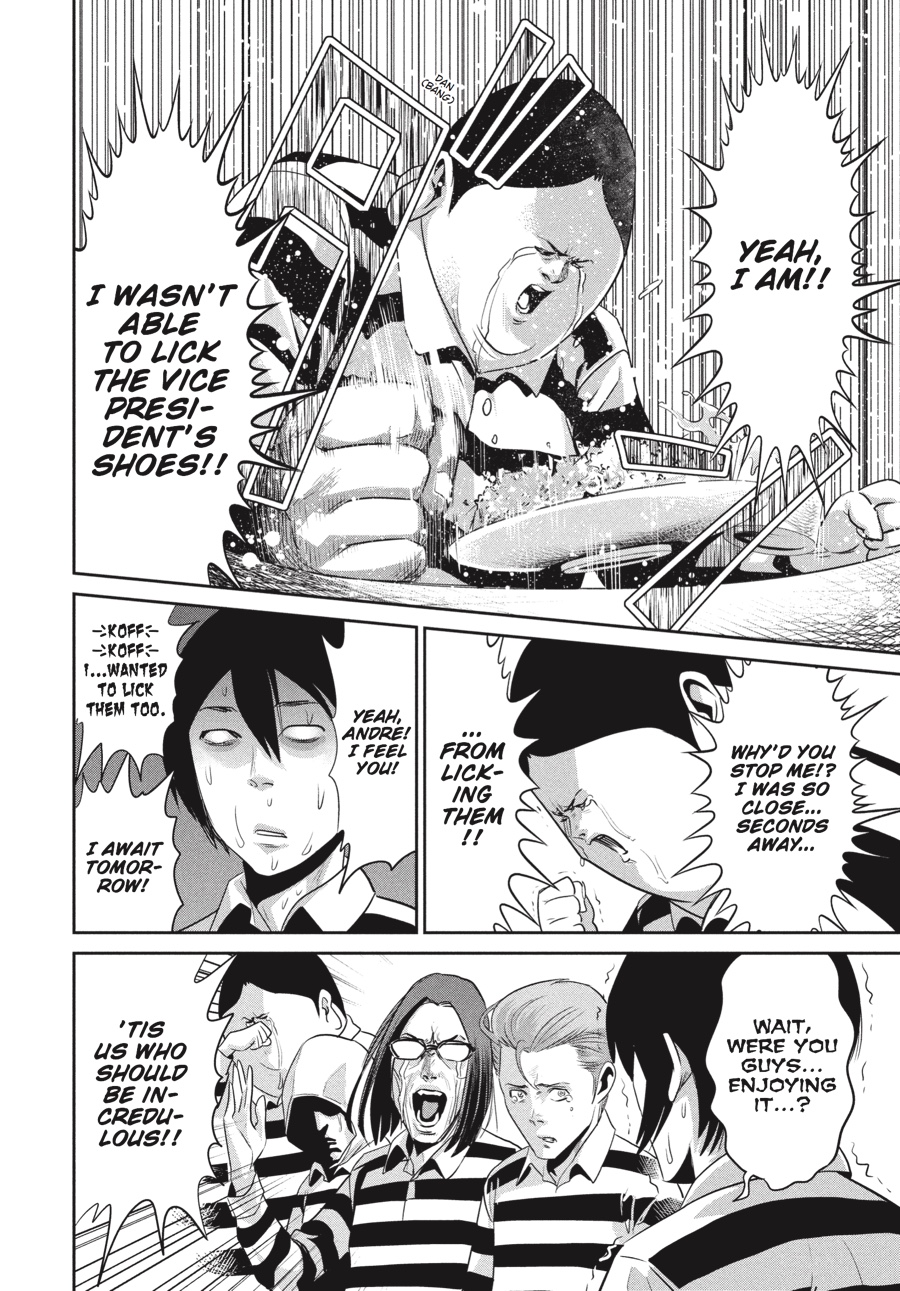 YEAH,
I AM!!
DAN
(BANG)
I WASN'T
ABLE
TO LICK
THE VICE
PRESI-
DENT'S
SHOES!!
WHY'D YOU
STOP ME!?
I WAS SO
CLOSE...
SECONDS
AWAY...
...
FROM
LICK-
ING
THEM
!!
YEAH,
ANDRE!
I FEEL
YOU!
KOFF
KOFF
I...WANTED
TO LICK
THEM TOO.
I AWAIT
TOMOR-
ROW!
WAIT,
WERE YOU
GUYS...
ENJOYING
IT...?
'TIS
US WHO
SHOULD
BE IN-
CREDU-
LOUS!!